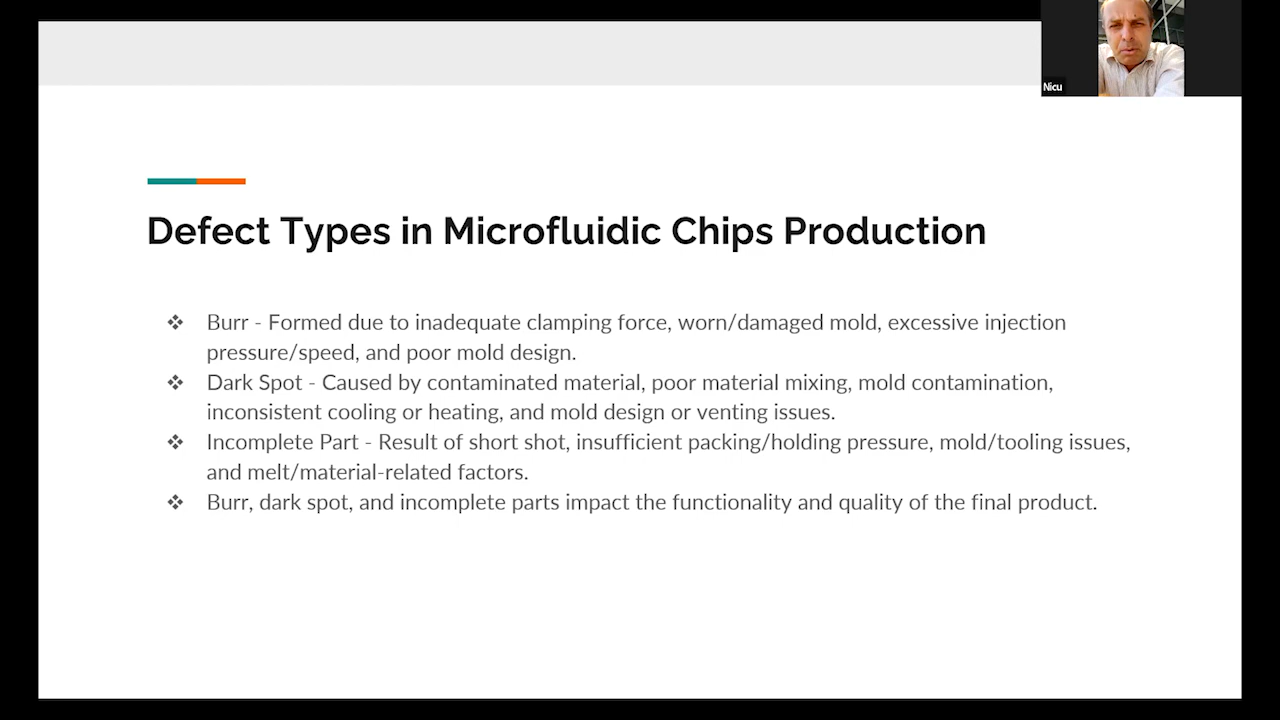 Nicu
Defect Types in Microfluidic Chips Production
❖ Burr - Formed due to inadequate clamping force, worn/damaged mold, excessive injection
pressure/speed, and poor mold design.
❖ Dark Spot - Caused by contaminated material, poor material mixing, mold contamination,
inconsistent cooling or heating, and mold design or venting issues.
❖ Incomplete Part - Result of short shot, insufficient packing/holding pressure, mold/tooling issues,
and melt/material-related factors.
❖ Burr, dark spot, and incomplete parts impact the functionality and quality of the final product.